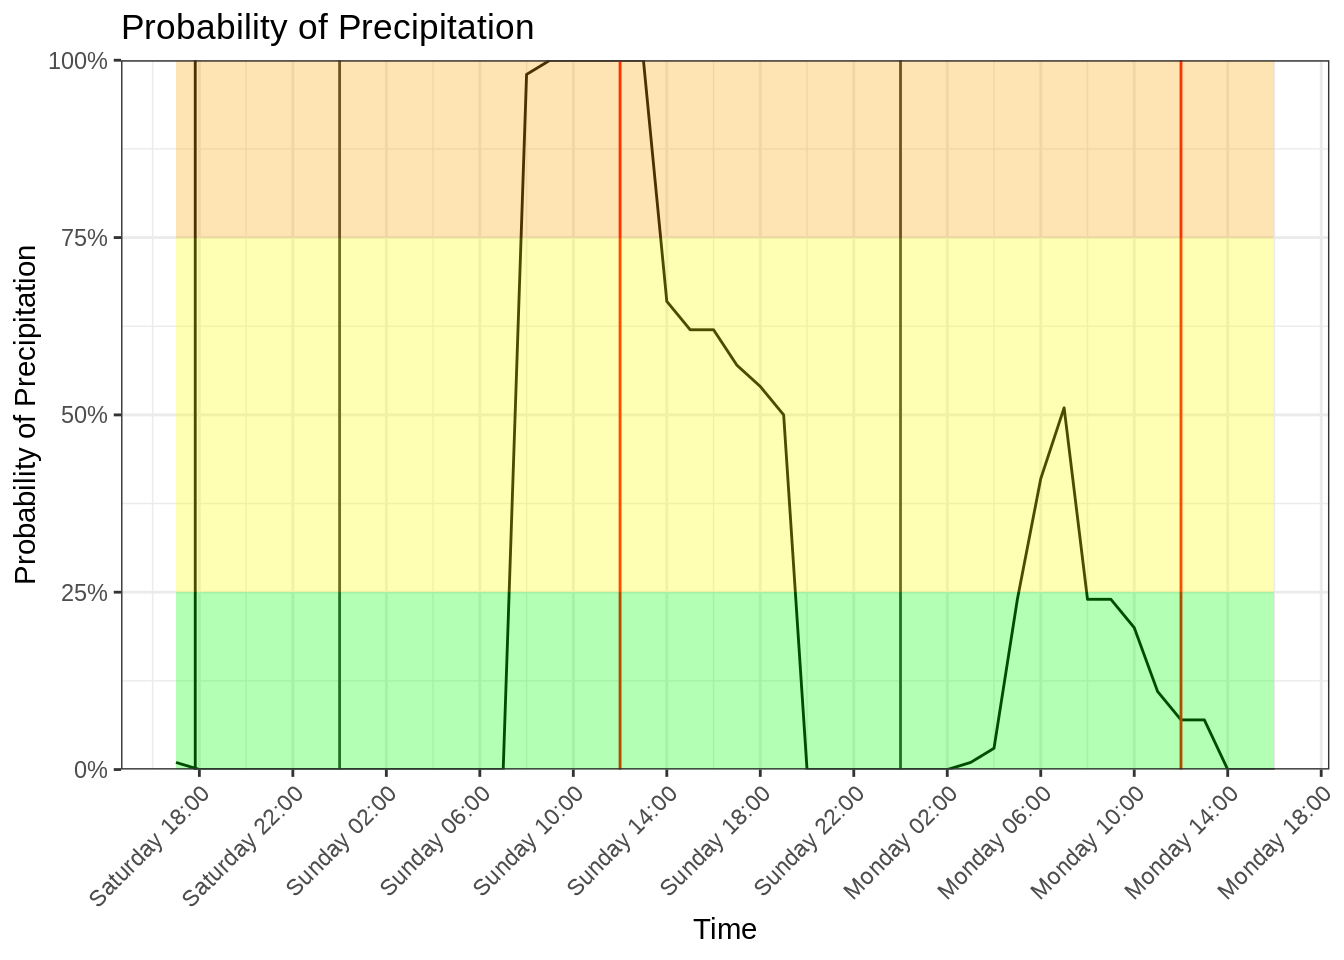 Probability of Precipitation
Probability of Precipitation
100%
75%
50%
25%
0%
Saturday 18:00
Saturday 22:00
Sunday 02:00
Sunday 06:00
Sunday 10:00
Sunday 14:00
Sunday 18:00
Sunday 22:00
Monday 02:00
Monday 06:00
Monday 10:00
Monday 14:00
Monday 18:00
Time